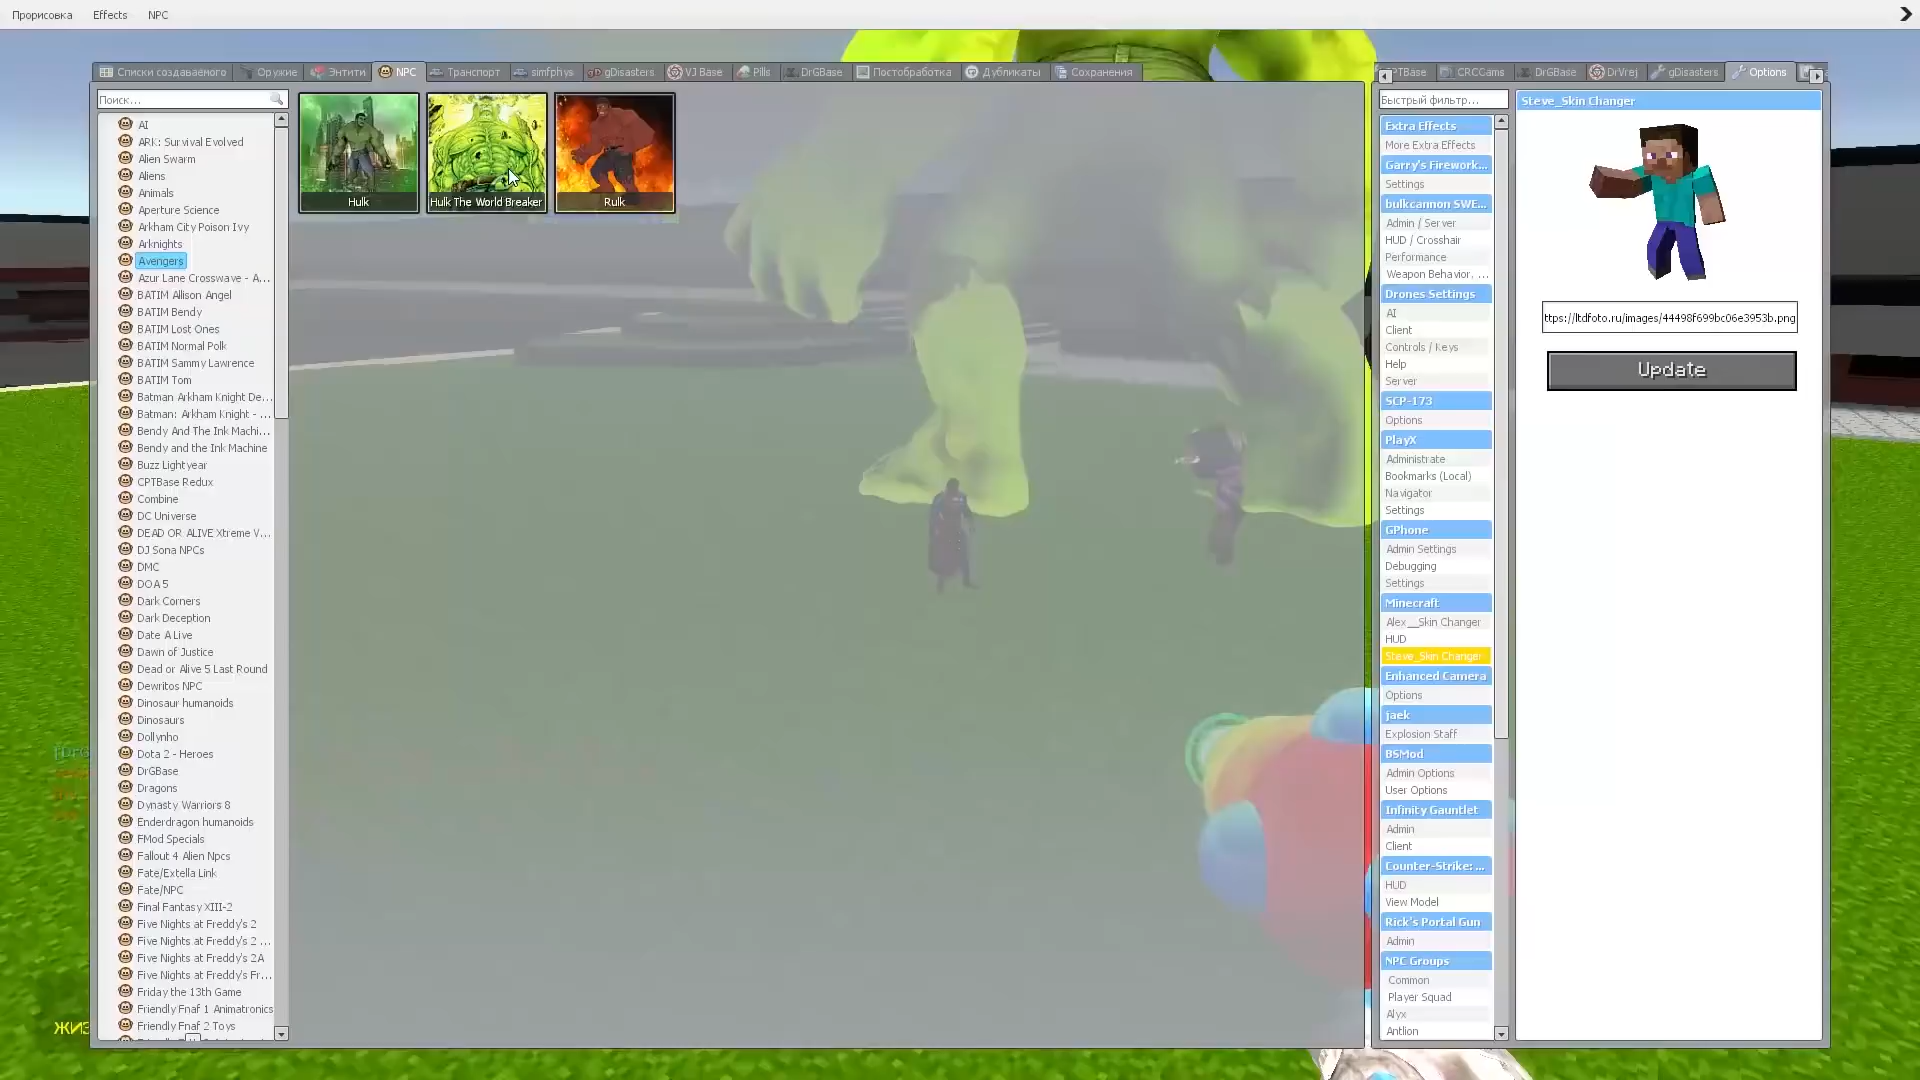 Прорисовка Effects NPC
Списки создаваемого Оружие Энтити NPC Транспорт simfphys gDisasters VJ Base Pills DrGBase Постобработка Дубликаты Сохранения
CPTBase CRCGams DrGBase DrVrej gDisasters Options
Поиск...
AI
ARK: Survival Evolved
Alien Swarm
Aliens
Animals
Aperture Science
Arkham City Poison Ivy
Arknights
Avengers
Azur Lane Crosswave - A...
BATIM Allison Angel
BATIM Bendy
BATIM Lost Ones
BATIM Normal Polk
BATIM Sammy Lawrence
BATIM Tom
Batman Arkham Knight De...
Batman: Arkham Knight - ...
Bendy And The Ink Machi...
Bendy and the Ink Machine
Buzz Lightyear
CPTBase Redux
Combine
DC Universe
DEAD OR ALIVE Xtreme V...
DJ Sona NPCs
DMC
DOA 5
Dark Corners
Dark Deception
Date A Live
Dawn of Justice
Dead or Alive 5 Last Round
Dewritos NPC
Dinosaur humanoids
Dinosaurs
Dollynho
Dota 2 - Heroes
DrGBase
Dragons
Dynasty Warriors 8
Enderdragon humanoids
FMod Specials
Fallout 4 Alien Npcs
Fate/Extella Link
Fate/NPC
Final Fantasy XIII-2
Five Nights at Freddy's 2
Five Nights at Freddy's 2 ...
Five Nights at Freddy's 2A
Five Nights at Freddy's Fr...
Friday the 13th Game
Friendly Fnaf 1 Animatronics
Friendly Fnaf 2 Toys
Hulk
Hulk The World Breaker
Rulk
Быстрый фильтр...
Extra Effects
More Extra Effects
Garry's Firework...
Settings
bulkcannon SWE...
Admin / Server
HUD / Crosshair
Performance
Weapon Behavior, ...
Drones Settings
AI
Client
Controls / Keys
Help
Server
SCP-173
Options
PlayX
Administrate
Bookmarks (Local)
Navigator
Settings
GPhone
Admin Settings
Debugging
Settings
Minecraft
Alex__Skin Changer
HUD
Steve_Skin Changer
Enhanced Camera
Options
jaek
Explosion Staff
BSMod
Admin Options
User Options
Infinity Gauntlet
Admin
Client
Counter-Strike: ...
HUD
View Model
Rick's Portal Gun
Admin
NPC Groups
Common
Player Squad
Alyx
Antlion
Steve_Skin Changer
ttps://ltdfoto.ru/images/44498f699bc06e3953b.png
Update
ЖИЗ